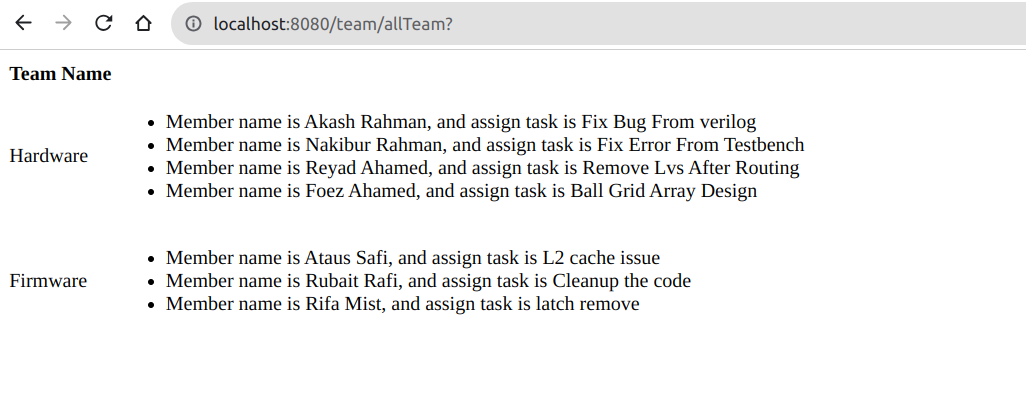 localhost:8080/team/allTeam?
Team Name
Hardware
Member name is Akash Rahman, and assign task is Fix Bug From verilog
Member name is Nakibur Rahman, and assign task is Fix Error From Testbench
Member name is Reyad Ahamed, and assign task is Remove Lvs After Routing
Member name is Foez Ahamed, and assign task is Ball Grid Array Design
Firmware
Member name is Ataus Safi, and assign task is L2 cache issue
Member name is Rubait Rafi, and assign task is Cleanup the code
Member name is Rifa Mist, and assign task is latch remove